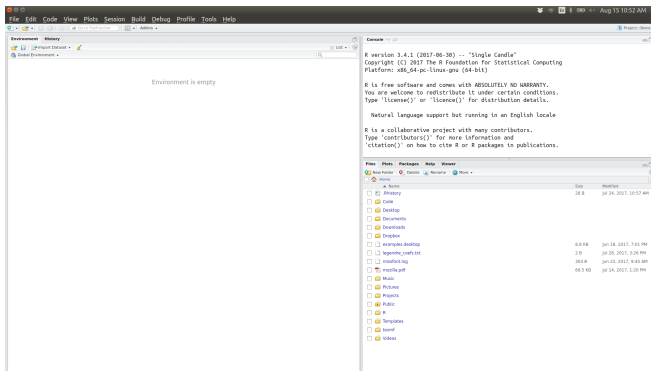 Aug 15 10:52 AM
File Edit Code View Plots Session Build Debug Profile Tools Help
Go to file/function
Addins
Project: (None)
Environment History
Import Dataset
List
Global Environment
Environment is empty
Console
R version 3.4.1 (2017-06-30) -- "Single Candle"
Copyright (C) 2017 The R Foundation for Statistical Computing
Platform: x86_64-pc-linux-gnu (64-bit)
R is free software and comes with ABSOLUTELY NO WARRANTY.
You are welcome to redistribute it under certain conditions.
Type 'license()' or 'licence()' for distribution details.
Natural language support but running in an English locale
R is a collaborative project with many contributors.
Type 'contributors()' for more information and
'citation()' on how to cite R or R packages in publications.
Files Plots Packages Help Viewer
New Folder Delete Rename More
Home
Name Size Modified
.Rhistory 28 B Jul 24, 2017, 10:57 AM
Code
Desktop
Documents
Downloads
Dropbox
examples.desktop 8.8 KB Jun 18, 2017, 7:01 PM
legendre_coefs.txt 2 B Jul 28, 2017, 3:26 PM
missfont.log Jun 22, 2017, 9:45 AM
mozilla.pdf Jul 14, 2017, 1:20 PM
Music
Pictures
Projects
Public
R
Templates
texmf
Videos